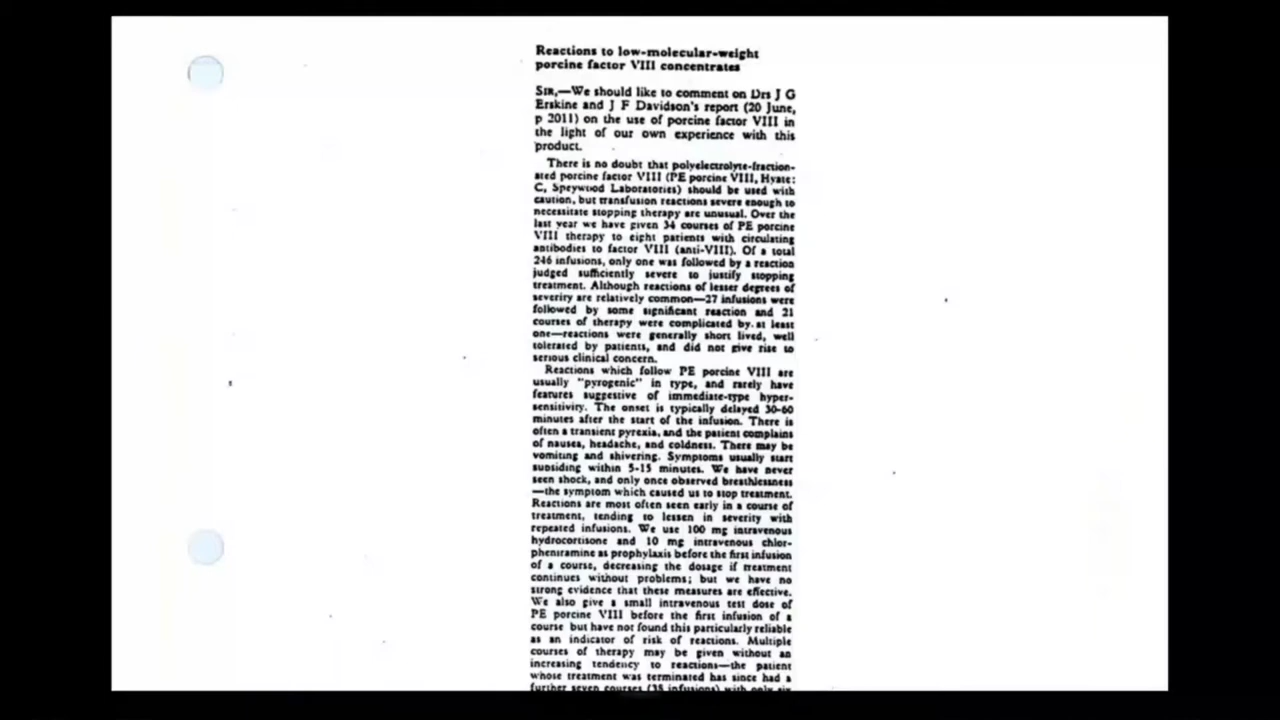 Reactions to low-molecular-weight
porcine factor VIII concentrates
SIR,—We should like to comment on Drs J G
Erskine and J F Davidson's report (20 June,
p 2011) on the use of porcine factor VIII in
the light of our own experience with this
product.
There is no doubt that polyelectrolyte-fraction-
ated porcine factor VIII (PE porcine VIII, Hyate:
C, Speywood Laboratories) should be used with
caution, but transfusion reactions severe enough to
necessitate stopping therapy are unusual. Over the
last year we have given 34 courses of PE porcine
VIII therapy to eight patients with circulating
antibodies to factor VIII (anti-VIII). Of a total
246 infusions, only one was followed by a reaction
judged sufficiently severe to justify stopping
treatment. Although reactions of lesser degrees of
severity are relatively common—27 infusions were
followed by some significant reaction and 21
courses of therapy were complicated by at least
one—reactions were generally short lived, well
tolerated by patients, and did not give rise to
serious clinical concern.
Reactions which follow PE porcine VIII are
usually "pyrogenic" in type, and rarely have
features suggestive of immediate-type hyper-
sensitivity. The onset is typically delayed 30-60
minutes after the start of the infusion. There is
often a transient pyrexia, and the patient complains
of nausea, headache, and coldness. There may be
vomiting and shivering. Symptoms usually start
subsiding within 5-15 minutes. We have never
seen shock, and only once observed breathlessness
—the symptom which caused us to stop treatment.
Reactions are most often seen early in a course of
treatment, tending to lessen in severity with
repeated infusions. We use 100 mg intravenous
hydrocortisone and 10 mg intravenous chlor-
pheniramine as prophylaxis before the first infusion
of a course, decreasing the dosage if treatment
continues without problems; but we have no
strong evidence that these measures are effective.
We also give a small intravenous test dose of
PE porcine VIII before the first infusion of a
course but have not found this particularly reliable
as an indicator of risk of reactions. Multiple
courses of therapy may be given without an
increasing tendency to reactions—the patient
whose treatment was terminated has since had a
further seven courses (38 infusions) with only six